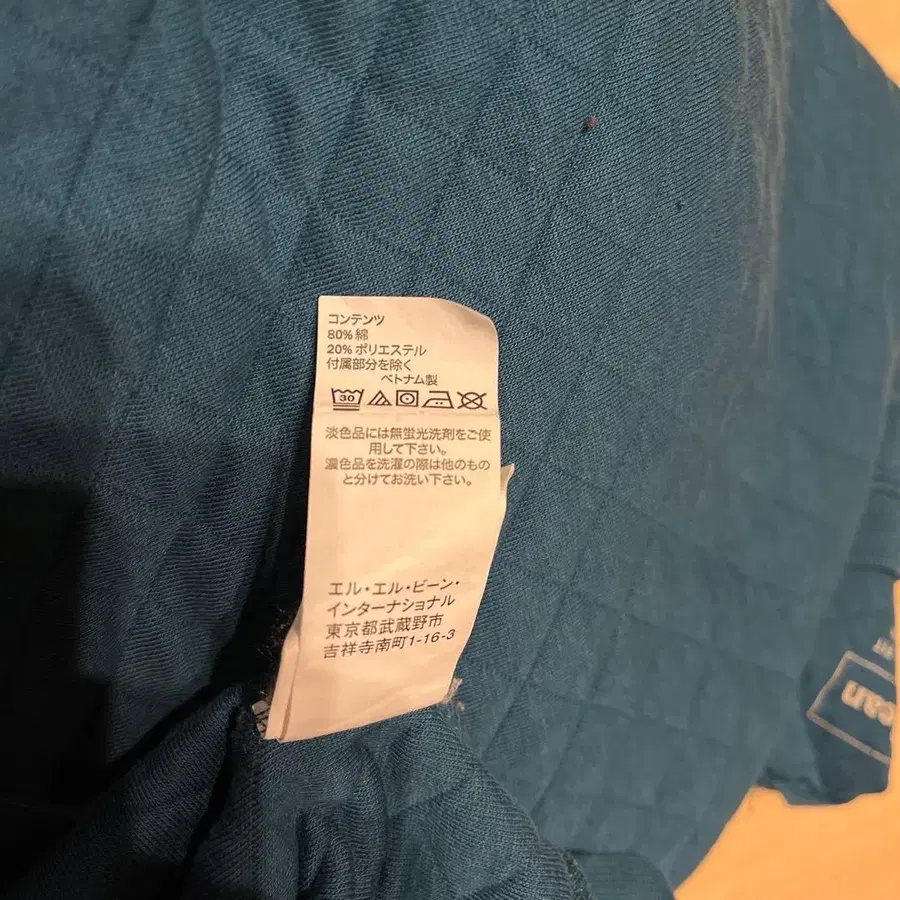 コンテンツ
80% 綿
20% ポリエステル
付属部分を除く
ベトナム製
30
淡色品には無蛍光洗剤をご使
用して下さい。
濃色品を洗濯の際は他のもの
と分けてお洗い下さい。
エル・エル・ビーン・
インターナショナル
東京都武蔵野市
吉祥寺南町1-16-3
ean